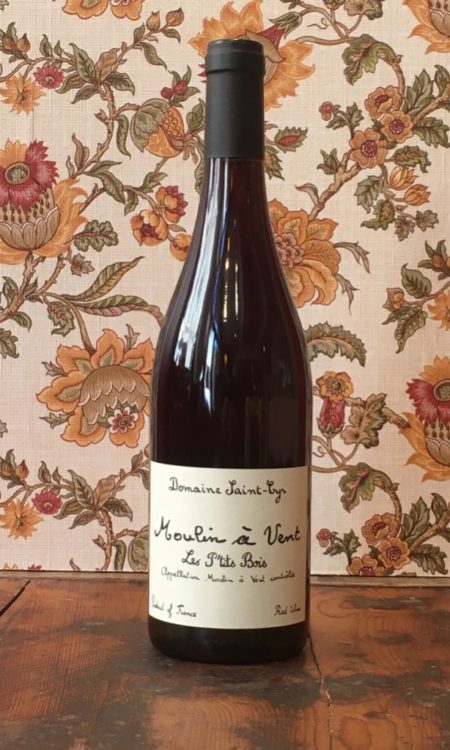 Domaine Saint-Cyr
Moulin à Vent
Les P'tits Bois
Appellation Moulin à Vent contrôlée
Product of France Red Wine